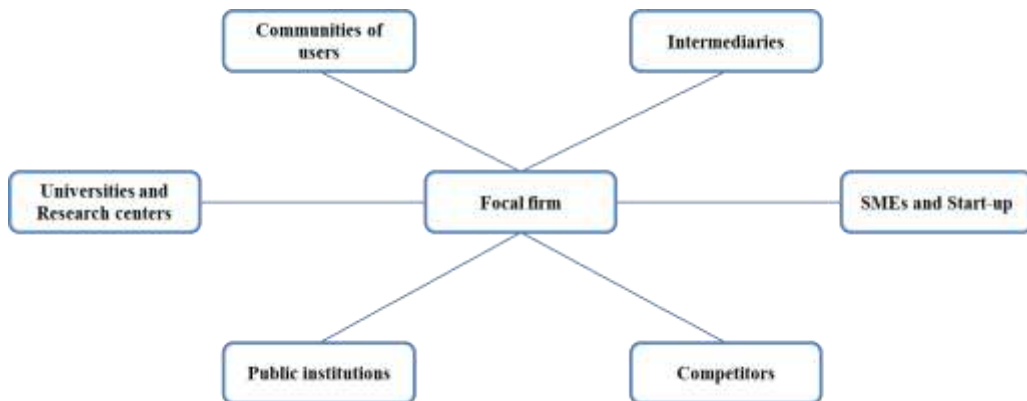 Communities of
users
Intermediaries
Universities and
Research centers
Focal firm
SMEs and Start-up
Public institutions
Competitors